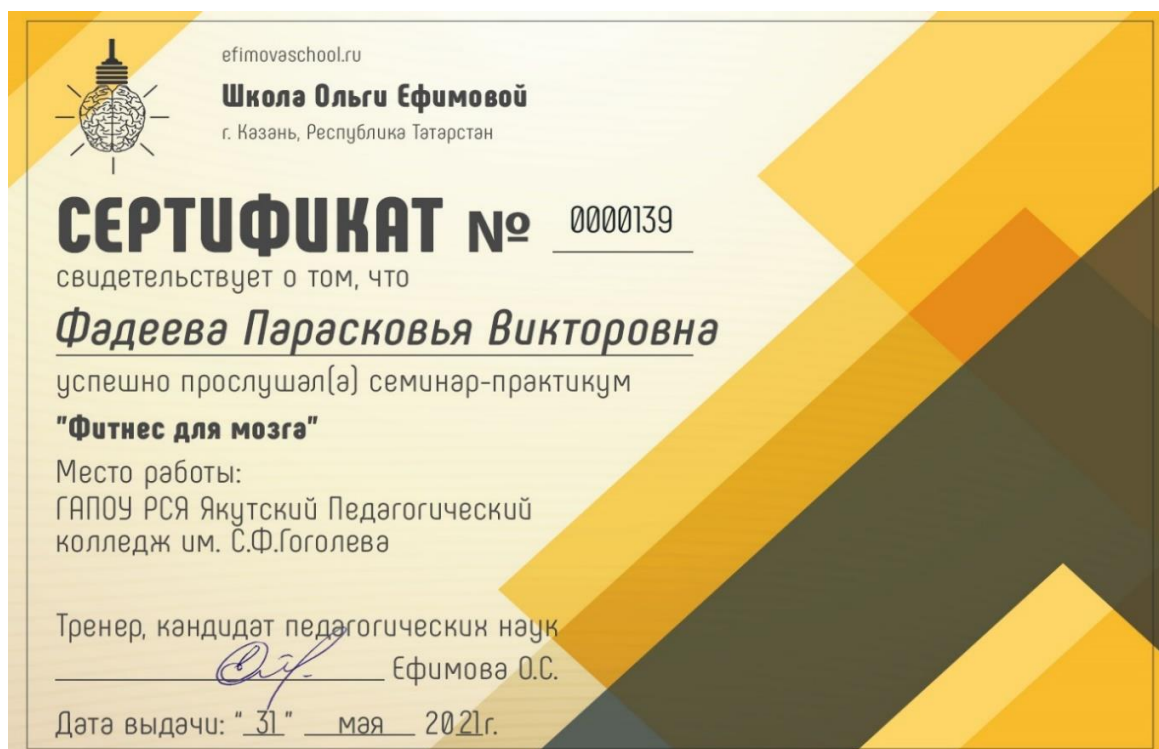 efimovaschool.ru
Школа Ольги Ефимовой
г. Казань, Республика Татарстан
СЕРТИФИКАТ № 0000139
свидетельствует о том, что
Фадеева Парасковья Викторовна
успешно прослушал(а) семинар-практикум
"Фитнес для мозга"
Место работы:
ГАПОУ РСЯ Якутский Педагогический
колледж им. С.Ф.Гоголева
Тренер, кандидат педагогических наук
Ефимова О.С.
Дата выдачи: "31" мая 2021г.